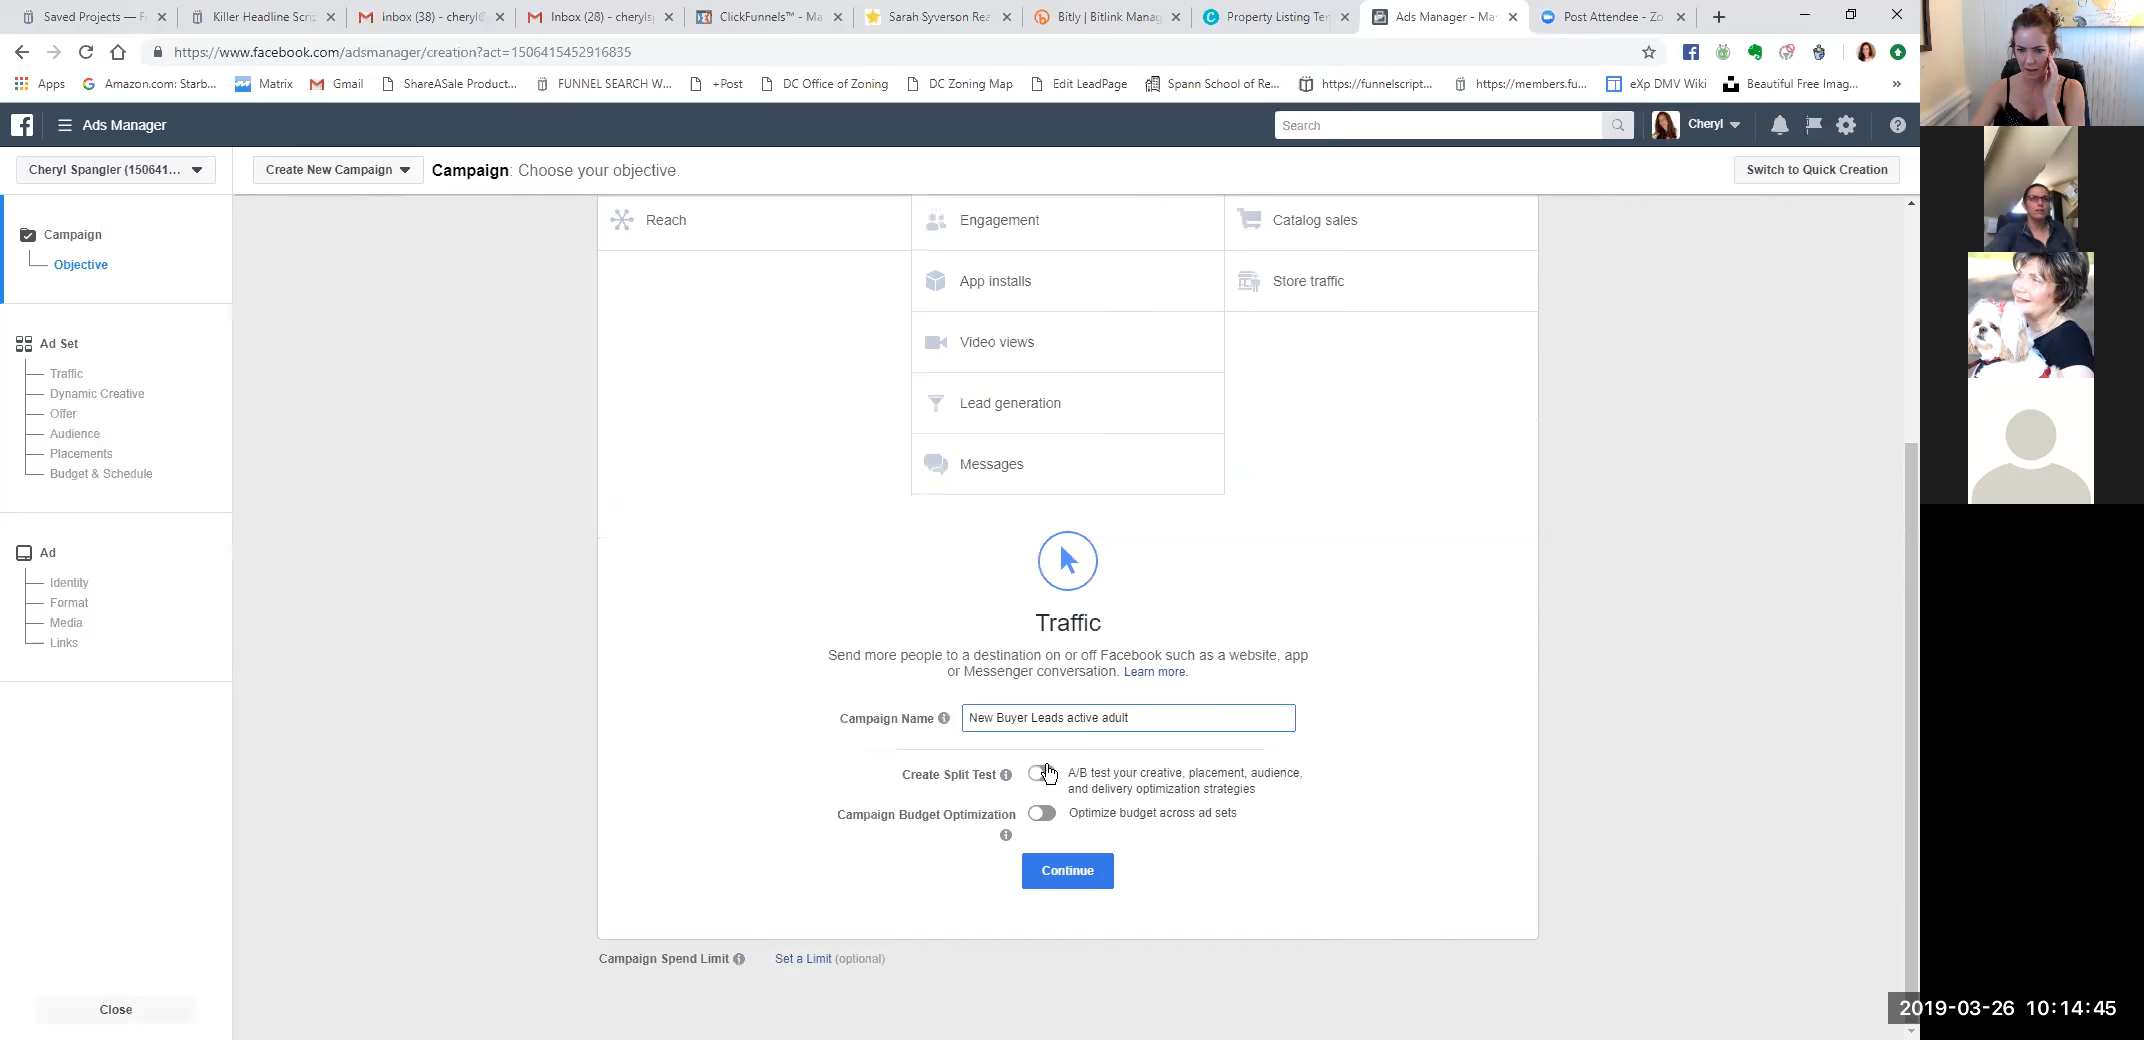 Saved Projects — F
Killer Headline Scri
Inbox (38) - cheryl@
Inbox (28) - cheryls
ClickFunnels™ - Ma
Sarah Syverson Rea
Bitly | Bitlink Manag
Property Listing Ten
Ads Manager - Ma
Post Attendee - Zo
https://www.facebook.com/adsmanager/creation?act=1506415452916835
Apps
Amazon.com: Starb...
Matrix
Gmail
ShareASale Product...
FUNNEL SEARCH W...
+Post
DC Office of Zoning
DC Zoning Map
Edit LeadPage
Spann School of Re...
https://funnelscript...
https://members.fu...
eXp DMV Wiki
Beautiful Free Imag...
»
Ads Manager
Search
Cheryl
Cheryl Spangler (150641...
Create New Campaign
Campaign: Choose your objective.
Switch to Quick Creation
Campaign
Objective
Ad Set
Traffic
Dynamic Creative
Offer
Audience
Placements
Budget & Schedule
Ad
Identity
Format
Media
Links
Close
Reach
Engagement
Catalog sales
App installs
Store traffic
Video views
Lead generation
Messages
Traffic
Send more people to a destination on or off Facebook such as a website, app
or Messenger conversation. Learn more.
Campaign Name
New Buyer Leads active adult
Create Split Test
A/B test your creative, placement, audience,
and delivery optimization strategies
Campaign Budget Optimization
Optimize budget across ad sets
Continue
Campaign Spend Limit
Set a Limit (optional)
2019-03-26 10:14:45